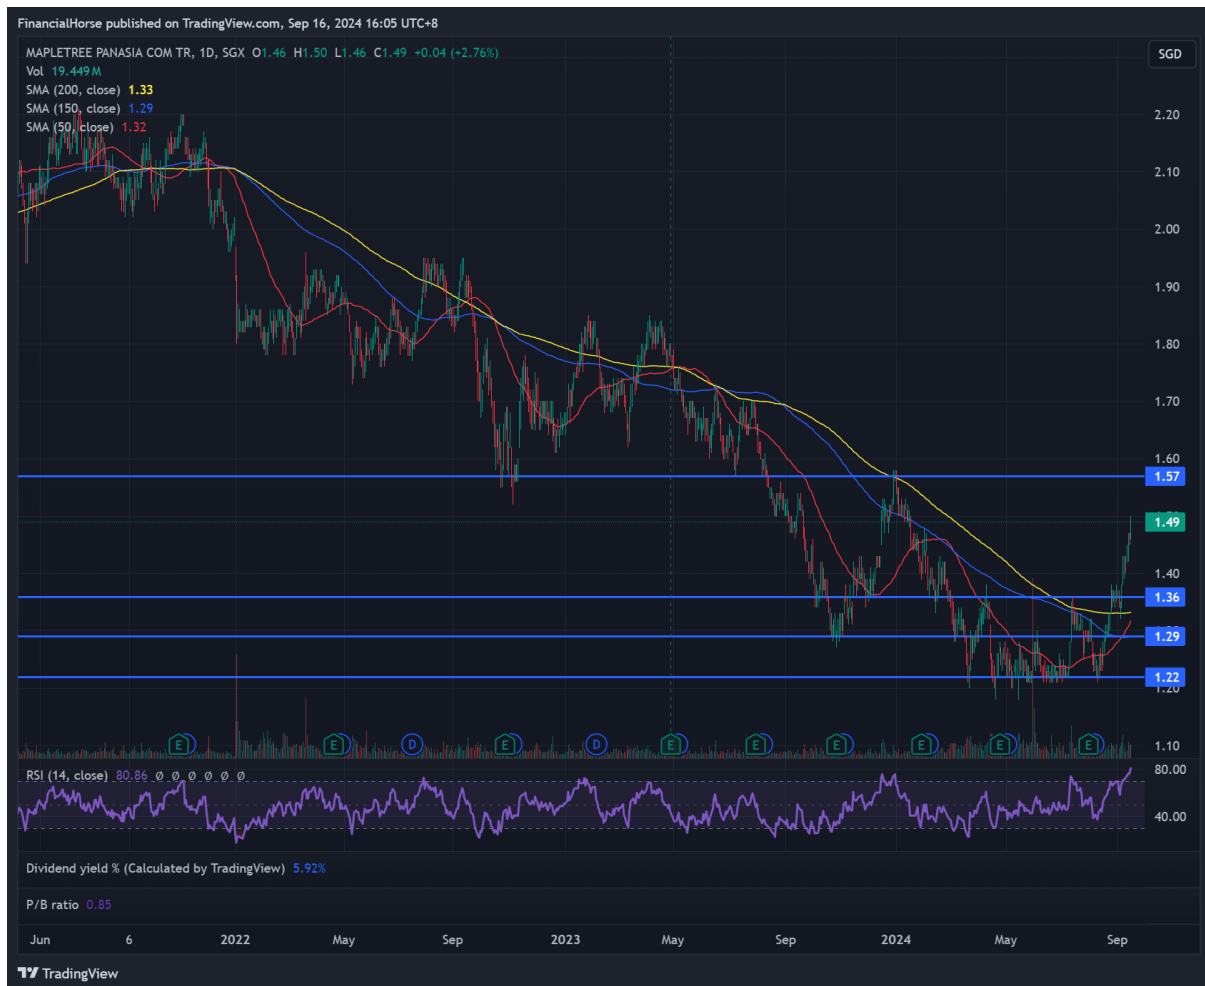 FinancialHorse published on TradingView.com, Sep 16, 2024 16:05 UTC+8
MAPLETREE PANASIA COM TR, 1D, SGX O1.46 H1.50 L1.46 C1.49 +0.04 (+2.76%)
SGD
Vol 19.449M
SMA (200, close) 1.33
SMA (150, close) 1.29
SMA (50, close) 1.32
2.20
2.10
2.00
1.90
1.80
1.70
1.60
1.57
1.49
1.40
1.36
1.29
1.22
1.20
1.10
E E D E D E E E E E E
RSI (14, close) 80.86 Ø Ø Ø Ø Ø Ø
80.00
40.00
Dividend yield % (Calculated by TradingView) 5.92%
P/B ratio 0.85
Jun 6 2022 May Sep 2023 May Sep 2024 May Sep
TradingView